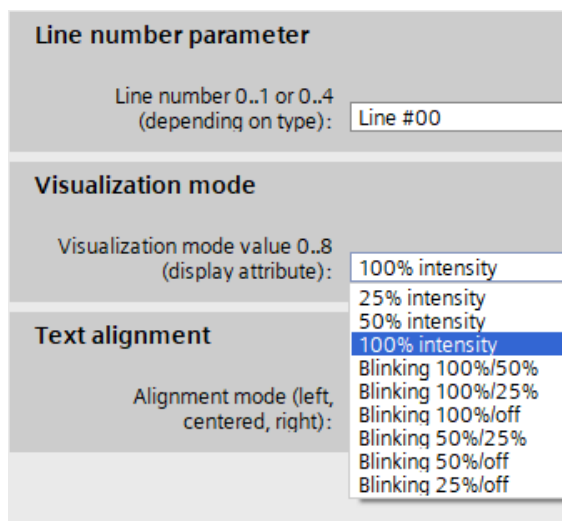 Line number parameter
Line number 0..1 or 0..4
(depending on type):
Line #00
Visualization mode
Visualization mode value 0..8
(display attribute):
100% intensity
25% intensity
50% intensity
100% intensity
Blinking 100%/50%
Blinking 100%/25%
Blinking 100%/off
Blinking 50%/25%
Blinking 50%/off
Blinking 25%/off
Text alignment
Alignment mode (left,
centered, right):